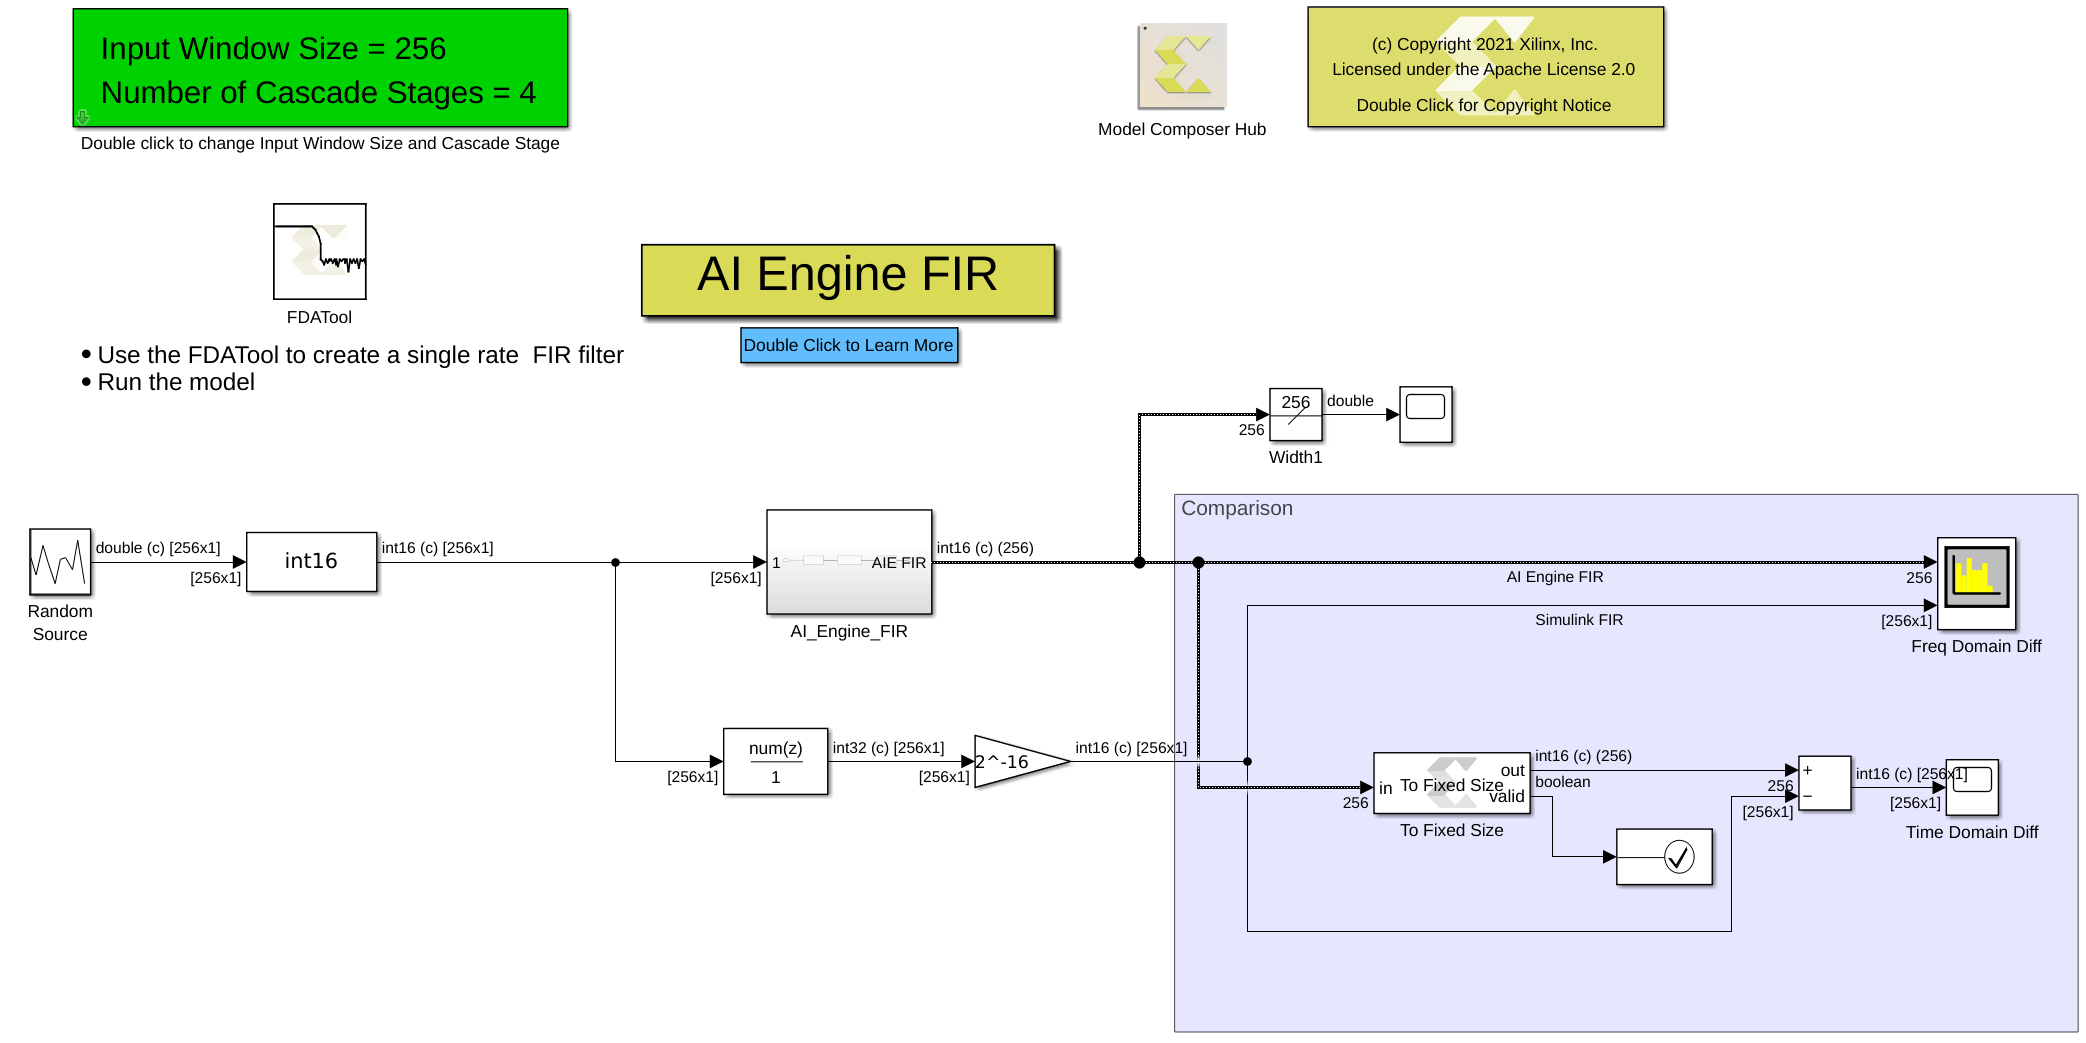 Input Window Size = 256
Number of Cascade Stages = 4
Double click to change Input Window Size and Cascade Stage
Model Composer Hub
(c) Copyright 2021 Xilinx, Inc.
Licensed under the Apache License 2.0
Double Click for Copyright Notice
FDATool
• Use the FDATool to create a single rate  FIR filter
• Run the model
AI Engine FIR
Double Click to Learn More
256
double
256
Width1
Comparison
Random
Source
double (c) [256x1]
[256x1]
int16
int16 (c) [256x1]
[256x1]
1
AIE FIR
AI_Engine_FIR
int16 (c) (256)
AI Engine FIR
256
Simulink FIR
[256x1]
Freq Domain Diff
[256x1]
num(z)
1
int32 (c) [256x1]
[256x1]
2^-16
int16 (c) [256x1]
256
in
To Fixed Size
out
valid
To Fixed Size
int16 (c) (256)
boolean
256
[256x1]
+
−
int16 (c) [256x1]
[256x1]
Time Domain Diff